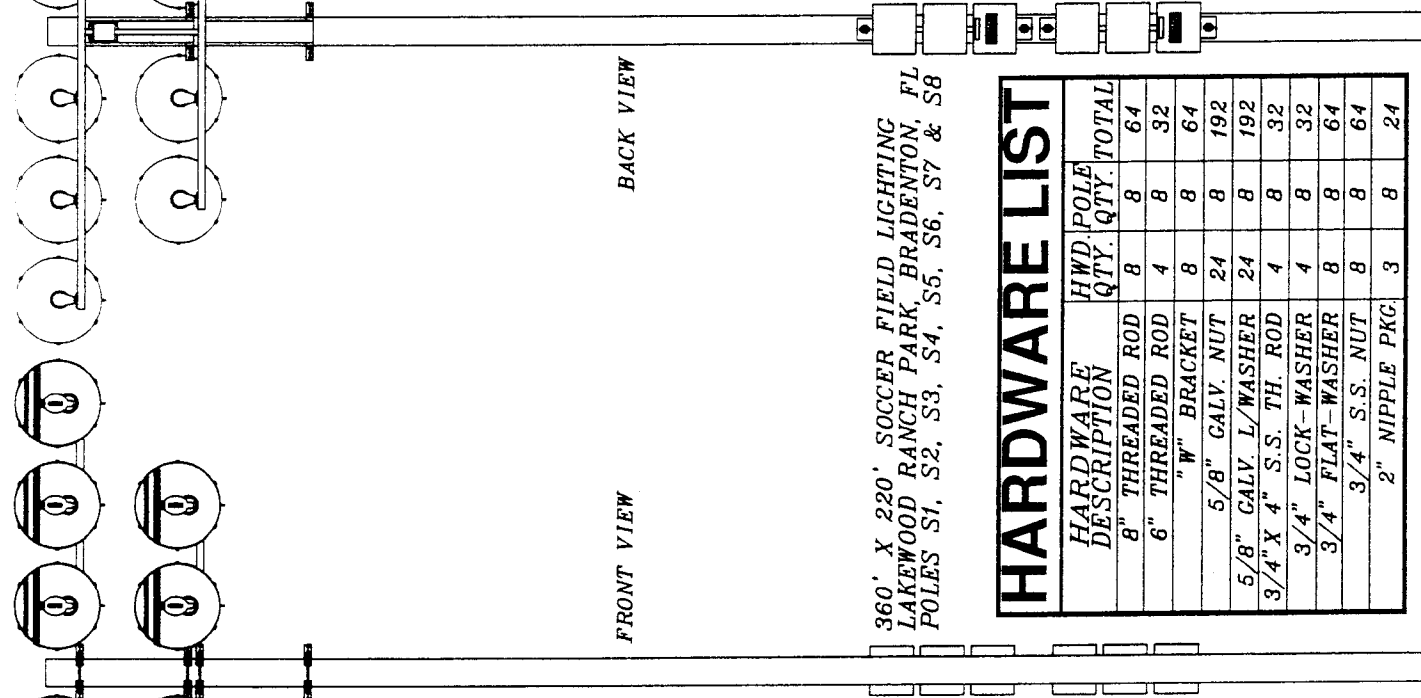 FRONT VIEW
BACK VIEW
360' X 220' SOCCER FIELD LIGHTING
LAKEWOOD RANCH PARK, BRADENTON, FL
POLES S1, S2, S3, S4, S5, S6, S7 & S8
HARDWARE LIST
HARDWARE DESCRIPTION HWD. QTY. POLE QTY. TOTAL
8" THREADED ROD 8 8 64
6" THREADED ROD 4 8 32
"W" BRACKET 8 8 64
5/8" GALV. NUT 24 8 192
5/8" GALV. L/WASHER 24 8 192
3/4" X 4" S.S. TH. ROD 4 8 32
3/4" LOCK-WASHER 4 8 32
3/4" FLAT-WASHER 8 8 64
3/4" S.S. NUT 8 8 64
2" NIPPLE PKG. 3 8 24